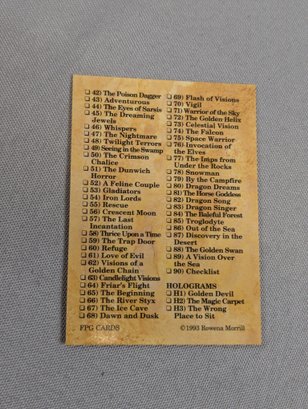 ☐ 42) The Poison Dagger
☐ 43) Adventurous
☐ 44) The Eyes of Sarsis
☐ 45) The Dreaming
Jewels
☐ 46) Whispers
☐ 47) The Nightmare
☐ 48) Twilight Terrors
☐ 49) Seeing in the Swamp
☐ 50) The Crimson
Chalice
☐ 51) The Dunwich
Horror
☐ 52) A Feline Couple
☐ 53) Gladiators
☐ 54) Iron Lords
☐ 55) Rescue
☐ 56) Crescent Moon
☐ 57) The Last
Incantation
☐ 58) Thrice Upon a Time
☐ 59) The Trap Door
☐ 60) Refuge
☐ 61) Love of Evil
☐ 62) Visions of a
Golden Chain
☐ 63) Candlelight Visions
☐ 64) Friar's Flight
☐ 65) The Beginning
☐ 66) The River Styx
☐ 67) The Ice Cave
☐ 68) Dawn and Dusk
☐ 69) Flash of Visions
☐ 70) Vigil
☐ 71) Warrior of the Sky
☐ 72) The Golden Helix
☐ 73) Celestial Vision
☐ 74) The Falcon
☐ 75) Space Warrior
☐ 76) Invocation of
the Elves
☐ 77) The Imps from
Under the Rocks
☐ 78) Snowman
☐ 79) By the Campfire
☐ 80) Dragon Dreams
☐ 81) The Horse Goddess
☐ 82) Dragon Song
☐ 83) Dragon Singer
☐ 84) The Baleful Forest
☐ 85) Troglodyte
☐ 86) Out of the Sea
☐ 87) Discovery in the
Desert
☐ 88) The Golden Swan
☐ 89) A Vision Over
the Sea
☐ 90) Checklist
HOLOGRAMS
☐ H1) Golden Devil
☐ H2) The Magic Carpet
☐ H3) The Wrong
Place to Sit
FPG CARDS
©1993 Rowena Morrill